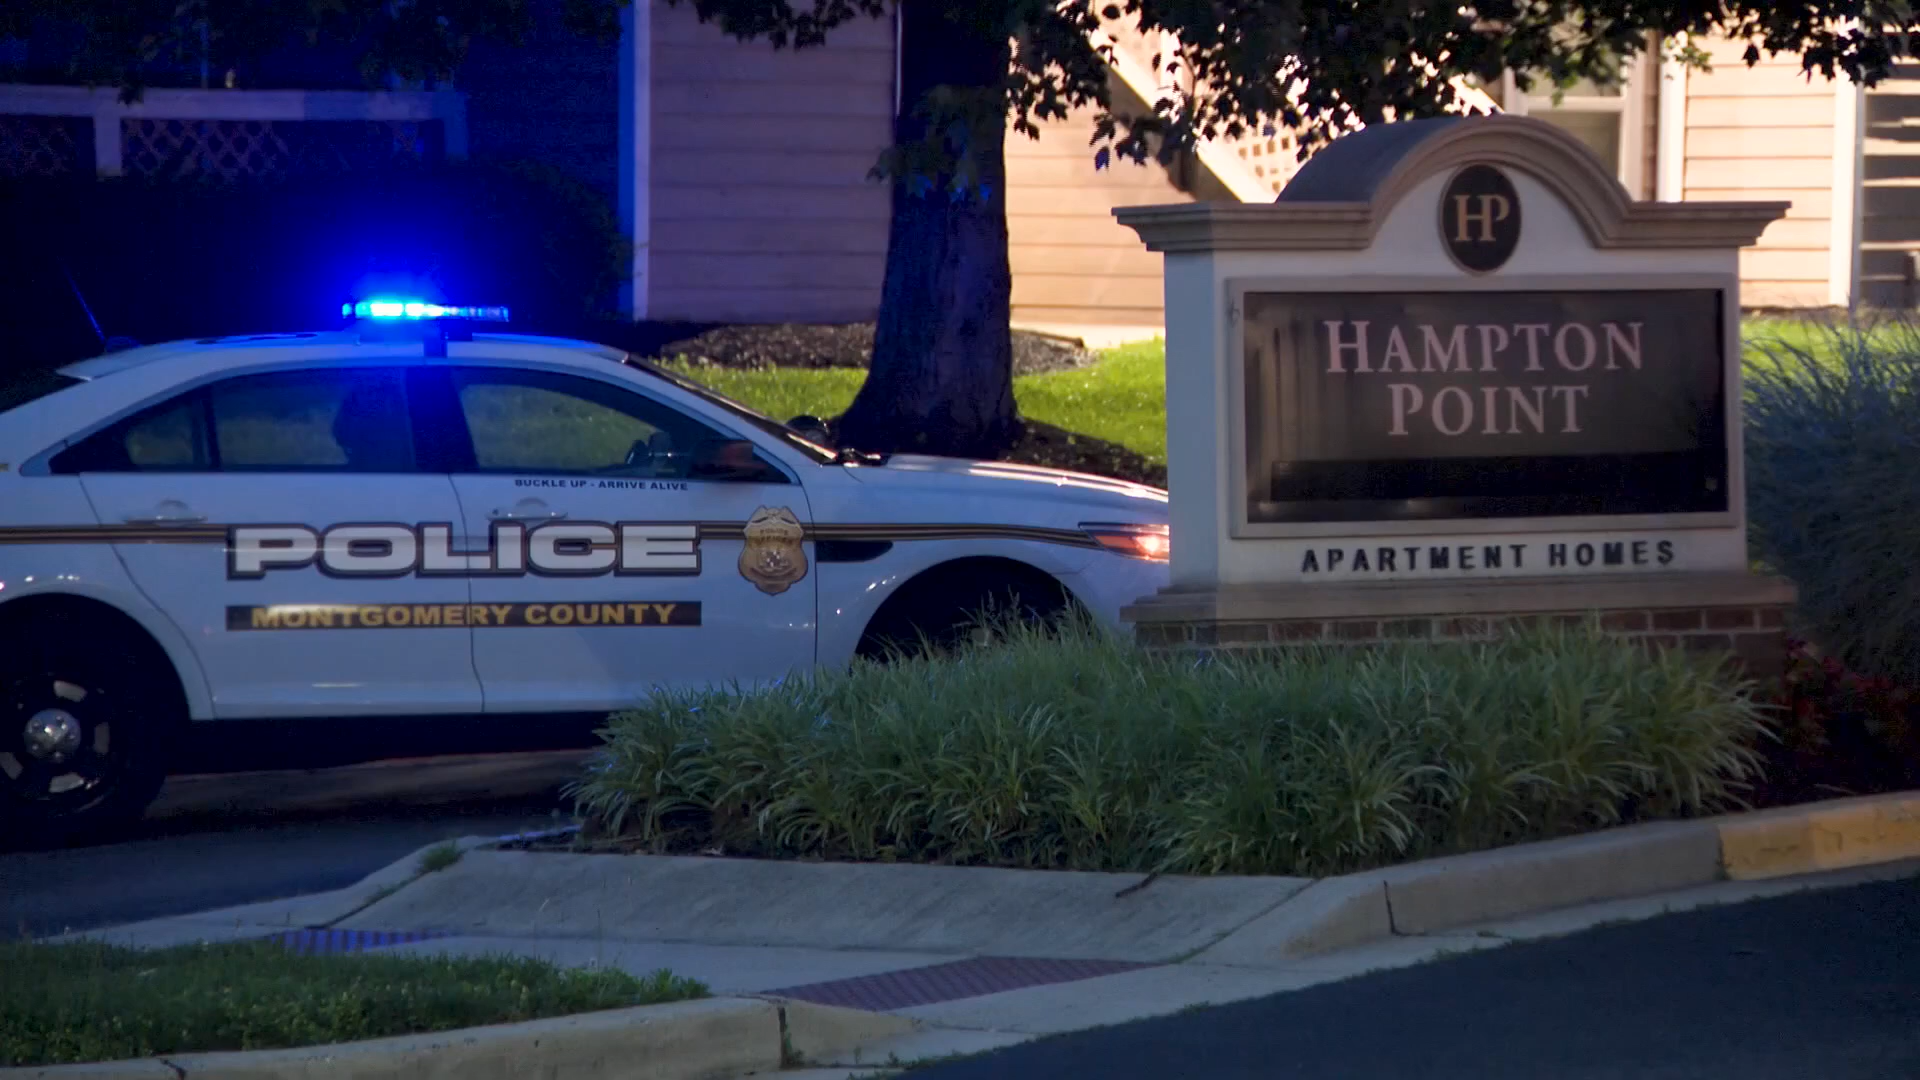 BUCKLE UP - ARRIVE ALIVE
POLICE
MONTGOMERY COUNTY
HP
HAMPTON
POINT
APARTMENT HOMES